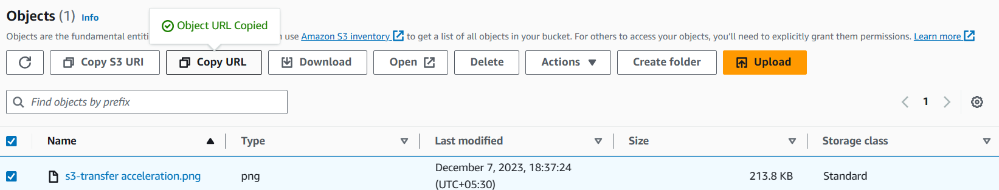 Objects (1) Info
Object URL Copied
Objects are the fundamental entiti n use Amazon S3 inventory to get a list of all objects in your bucket. For others to access your objects, you'll need to explicitly grant them permissions. Learn more
Copy S3 URI Copy URL Download Open Delete Actions Create folder Upload
Find objects by prefix
1
Name Type Last modified Size Storage class
s3-transfer acceleration.png png December 7, 2023, 18:37:24 213.8 KB Standard
(UTC+05:30)